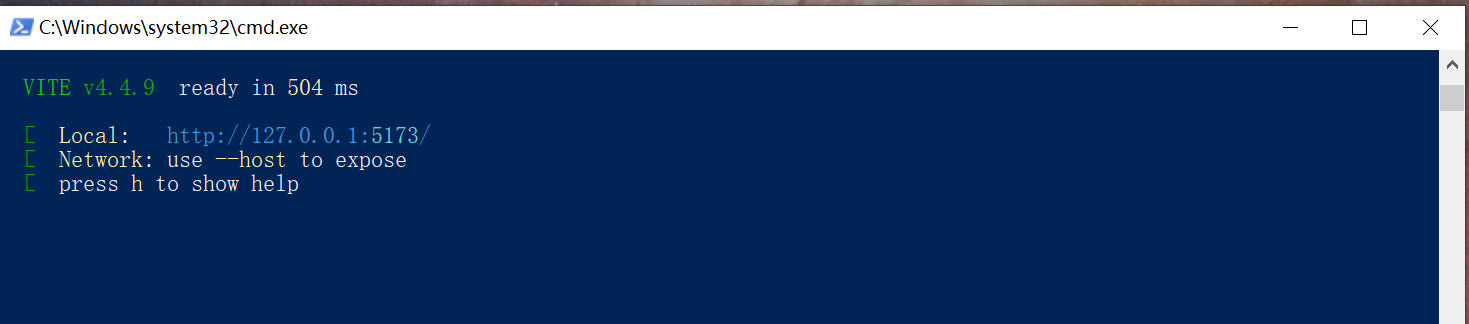 C:\Windows\system32\cmd.exe
VITE v4.4.9  ready in 504 ms
[  Local:   http://127.0.0.1:5173/
[  Network: use --host to expose
[  press h to show help